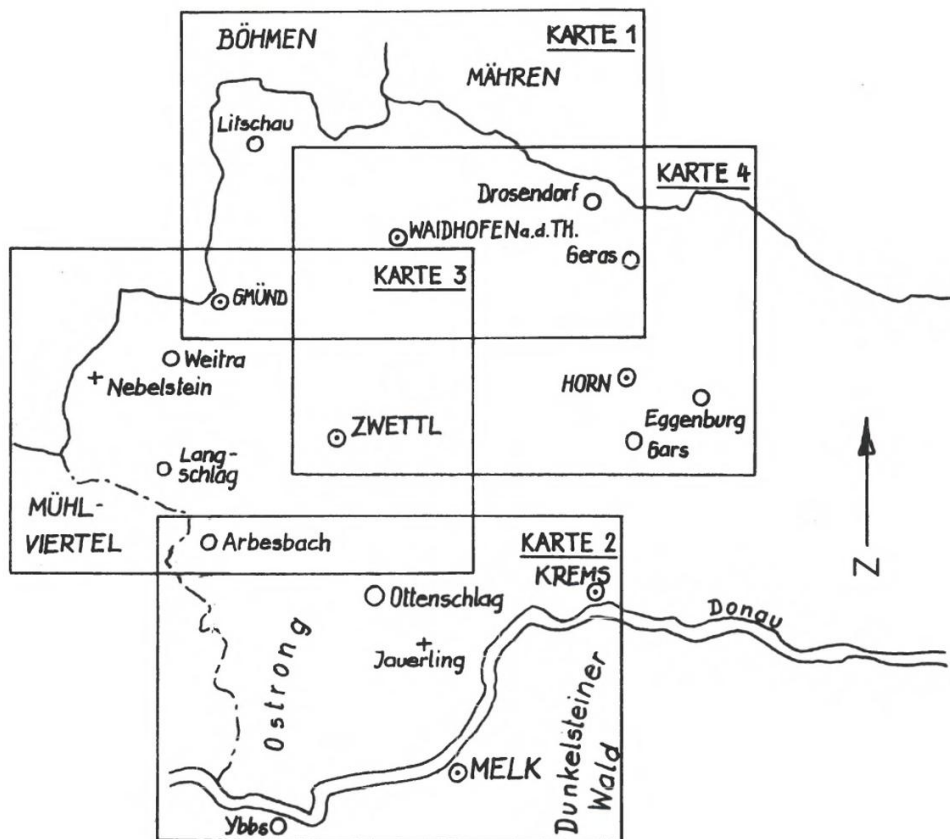 BÖHMEN
KARTE 1
MÄHREN
Litschau
KARTE 4
Drosendorf
WAIDHOFEN a.d.TH.
Geras
KARTE 3
GMÜND
Weitra
Nebelstein
HORN
Eggenburg
ZWETTL
Gars
Lang-
schlag
MÜHL-
VIERTEL
Arbesbach
KARTE 2
KREMS
N
Ottenschlag
Donau
Jauerling
Ostrong
Dunkelsteiner
Wald
MELK
Ybbs